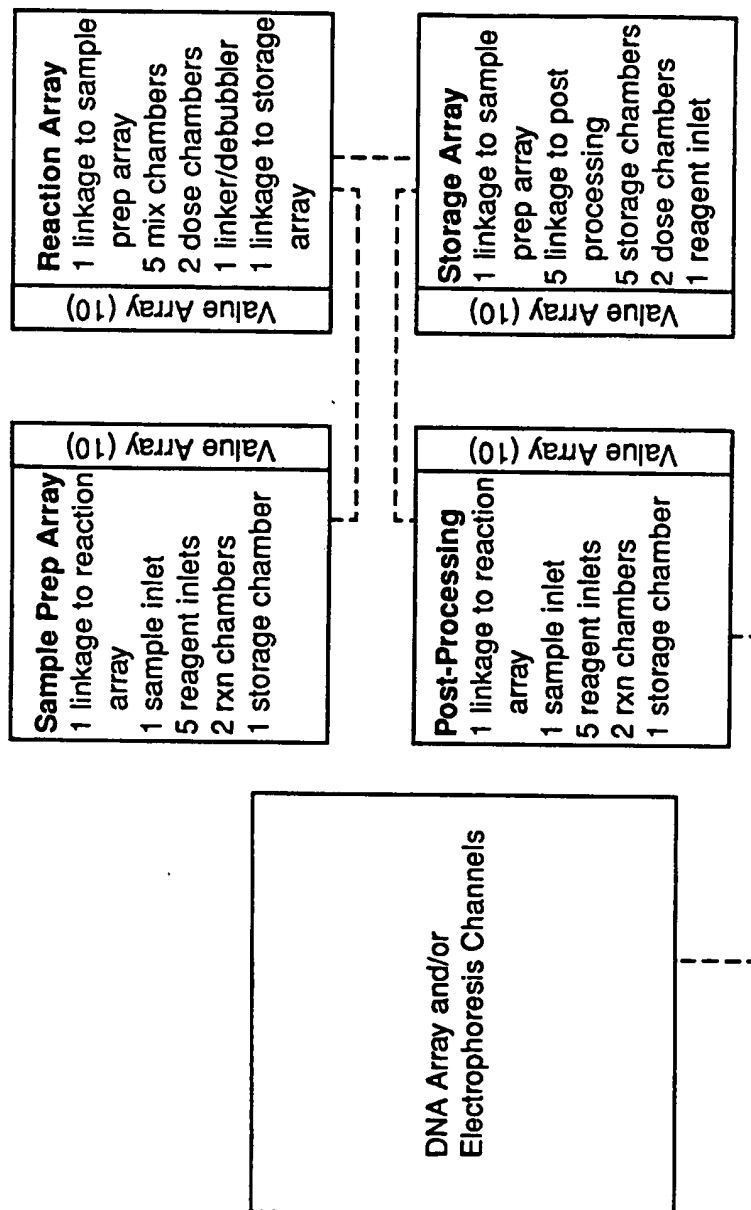 DNA Array and/or
Electrophoresis Channels
Sample Prep Array
1 linkage to reaction
array
1 sample inlet
5 reagent inlets
2 rxn chambers
1 storage chamber
Value Array (10)
Value Array (10)
Reaction Array
1 linkage to sample
prep array
5 mix chambers
2 dose chambers
1 linker/debubbler
1 linkage to storage
array
Post-Processing
1 linkage to reaction
array
1 sample inlet
5 reagent inlets
2 rxn chambers
1 storage chamber
Value Array (10)
Value Array (10)
Storage Array
1 linkage to sample
prep array
5 linkage to post
processing
5 storage chambers
2 dose chambers
1 reagent inlet